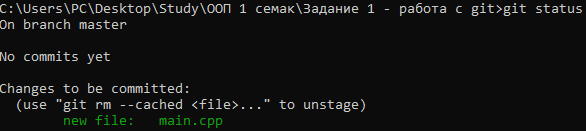 C:\Users\PC\Desktop\Study\ООП 1 семак\Задание 1 - работа с git>git status
On branch master
No commits yet
Changes to be committed:
(use "git rm --cached <file>..." to unstage)
new file:   main.cpp